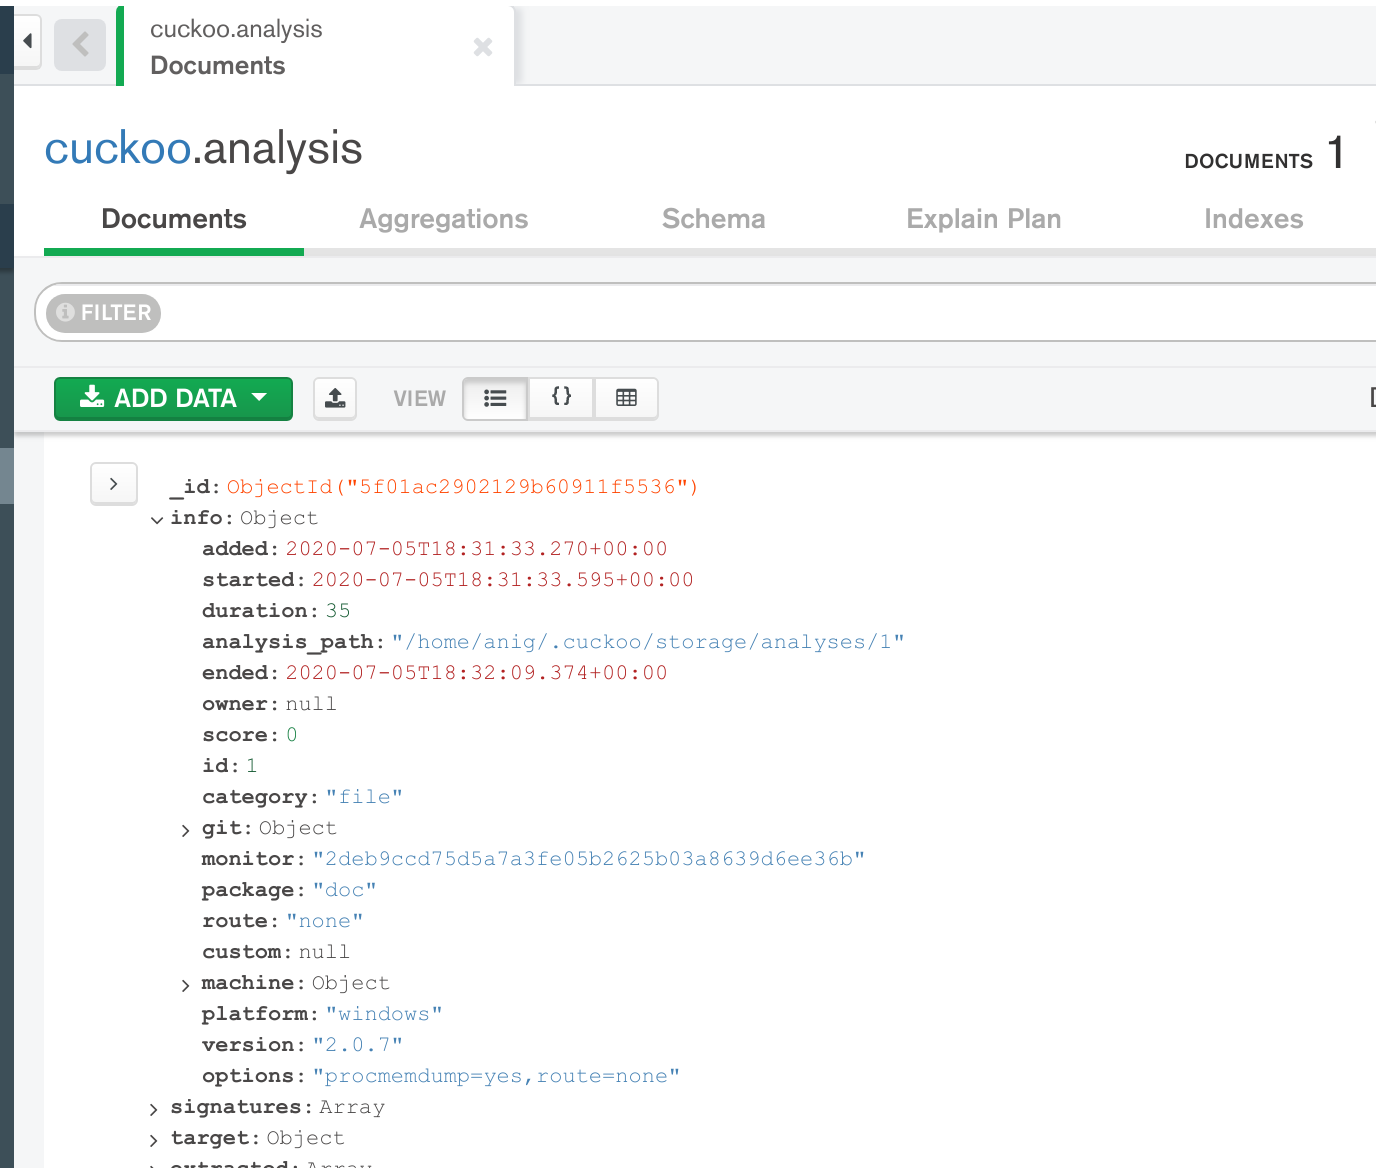 cuckoo.analysis
Documents
cuckoo.analysis
DOCUMENTS 1
Documents Aggregations Schema Explain Plan Indexes
FILTER
ADD DATA VIEW {}
_id: ObjectId("5f01ac2902129b60911f5536")
info: Object
added: 2020-07-05T18:31:33.270+00:00
started: 2020-07-05T18:31:33.595+00:00
duration: 35
analysis_path: "/home/anig/.cuckoo/storage/analyses/1"
ended: 2020-07-05T18:32:09.374+00:00
owner: null
score: 0
id: 1
category: "file"
git: Object
monitor: "2deb9ccd75d5a7a3fe05b2625b03a8639d6ee36b"
package: "doc"
route: "none"
custom: null
machine: Object
platform: "windows"
version: "2.0.7"
options: "procmemdump=yes,route=none"
signatures: Array
target: Object
extracted: Array